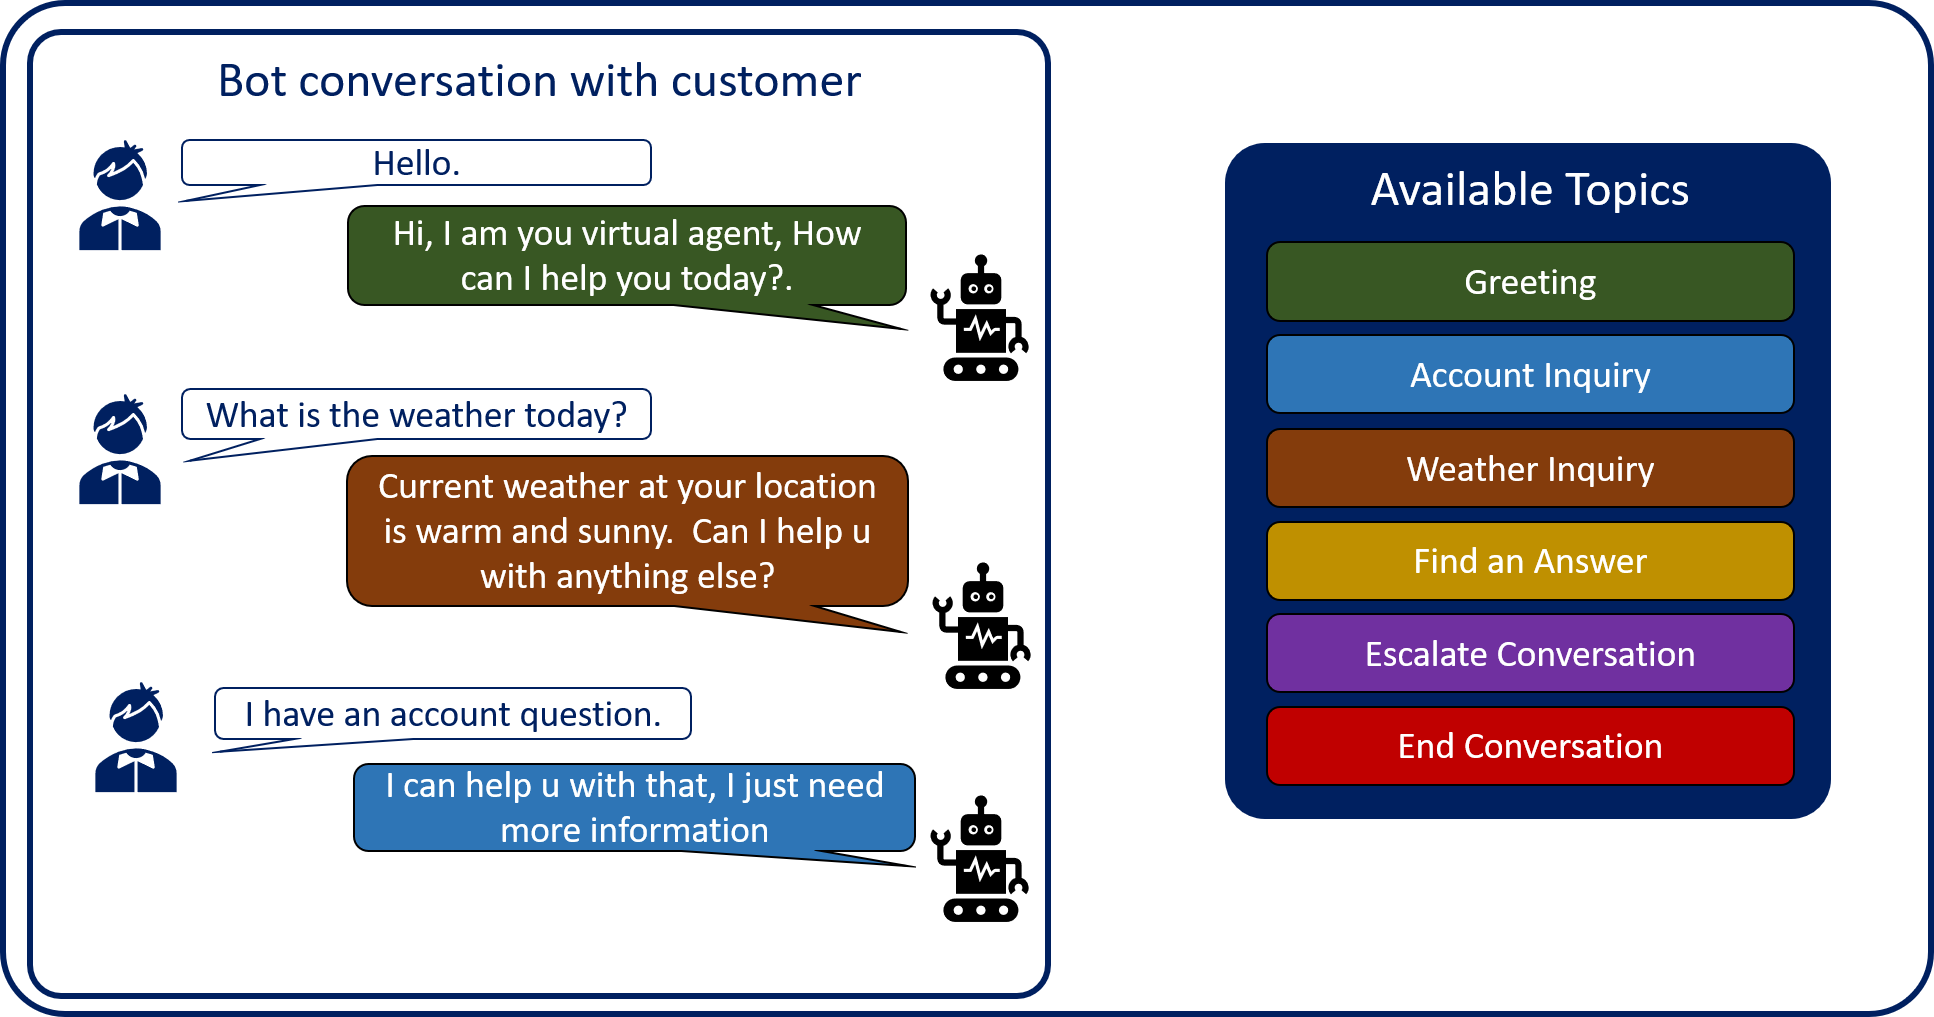 Bot conversation with customer
Hello.
Hi, I am you virtual agent, How
can I help you today?.
What is the weather today?
Current weather at your location
is warm and sunny.  Can I help u
with anything else?
I have an account question.
I can help u with that, I just need
more information
Available Topics
Greeting
Account Inquiry
Weather Inquiry
Find an Answer
Escalate Conversation
End Conversation